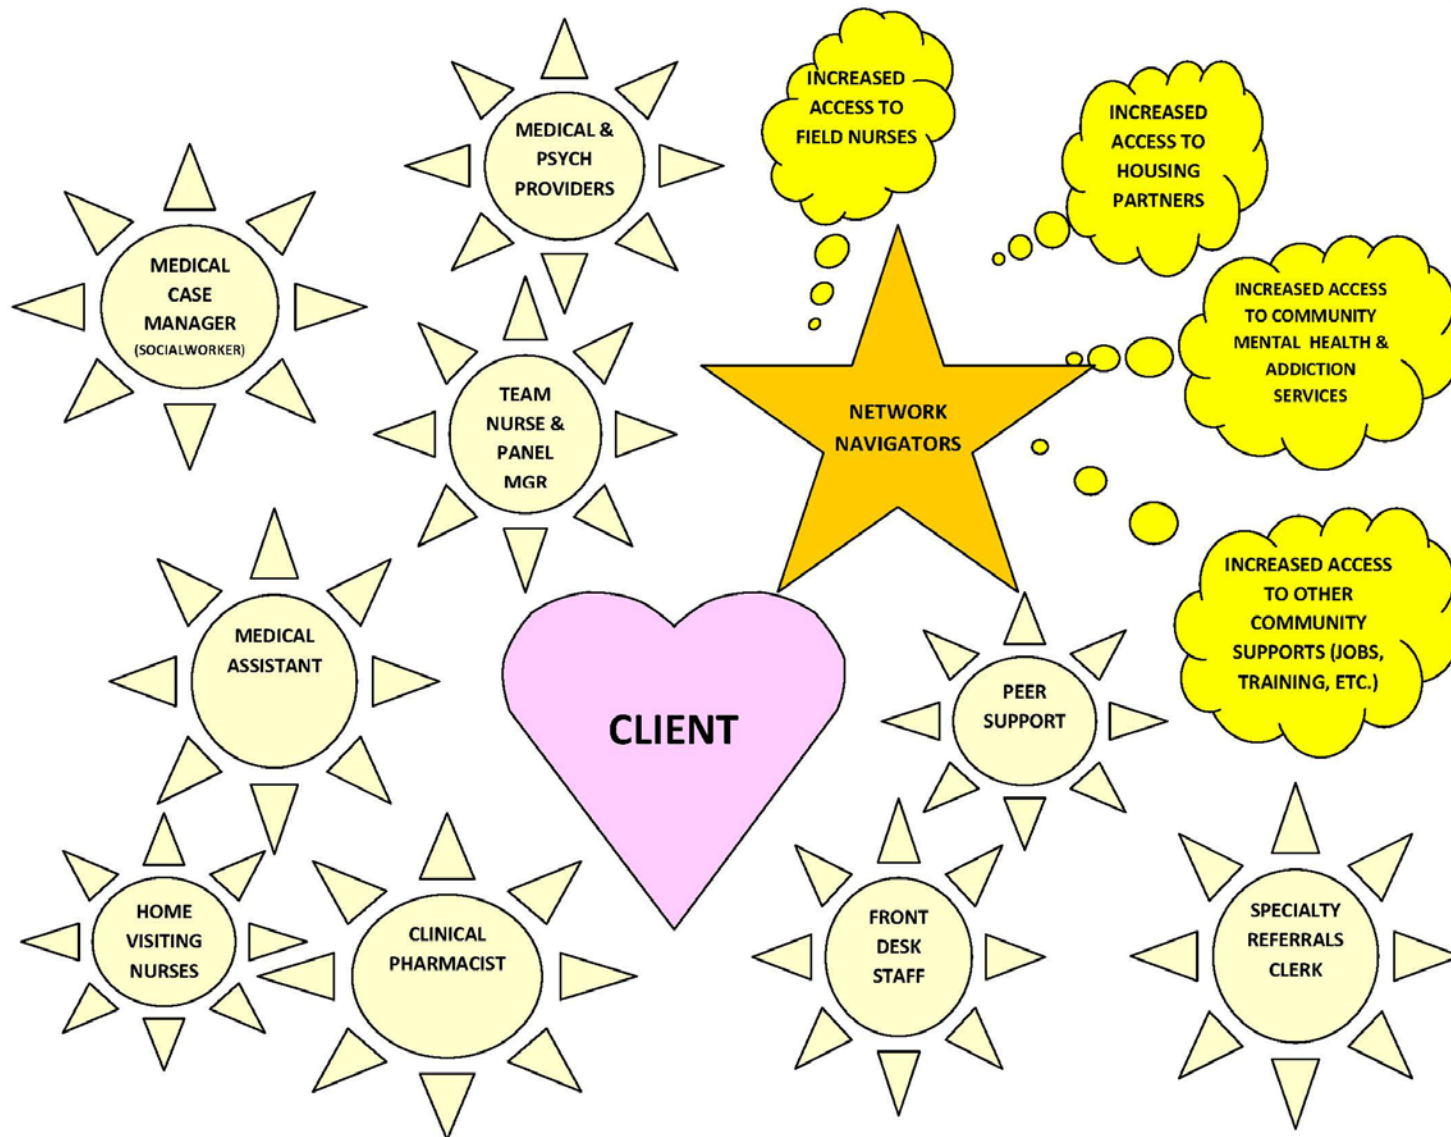 MEDICAL &
PSYCH
PROVIDERS
INCREASED
ACCESS TO
FIELD NURSES
INCREASED
ACCESS TO
HOUSING
PARTNERS
MEDICAL
CASE
MANAGER
(SOCIALWORKER)
TEAM
NURSE &
PANEL
MGR
NETWORK
NAVIGATORS
INCREASED ACCESS
TO COMMUNITY
MENTAL HEALTH &
ADDICTION
SERVICES
MEDICAL
ASSISTANT
CLIENT
PEER
SUPPORT
INCREASED ACCESS
TO OTHER
COMMUNITY
SUPPORTS (JOBS,
TRAINING, ETC.)
HOME
VISITING
NURSES
CLINICAL
PHARMACIST
FRONT
DESK
STAFF
SPECIALTY
REFERRALS
CLERK